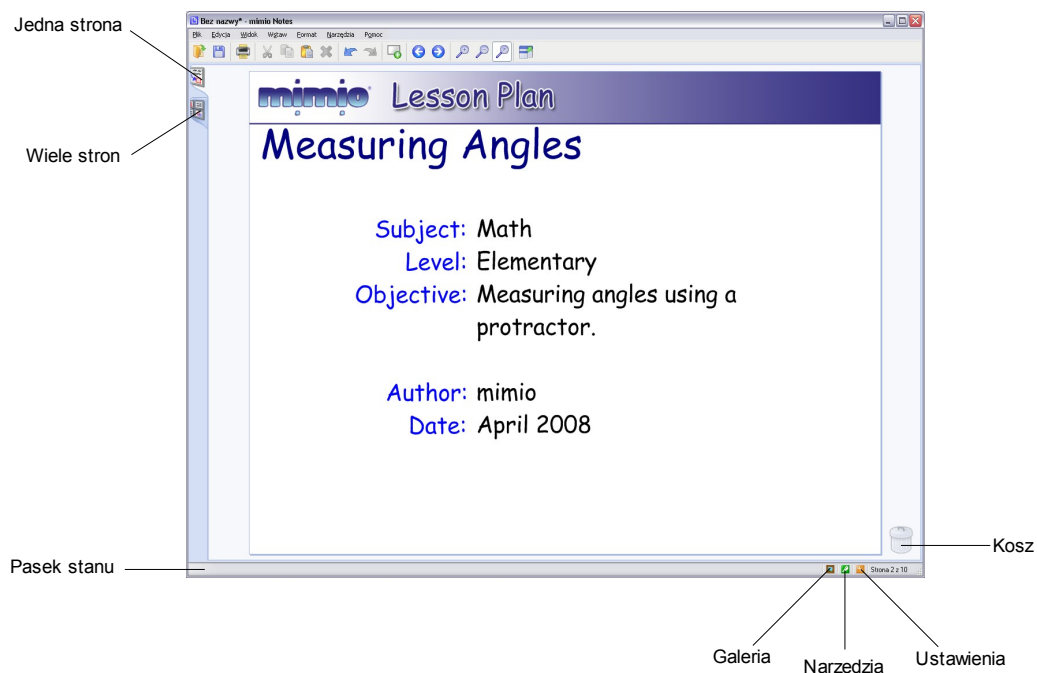 Bez nazwy* - mimio Notes
Plik Edycja Widok Wstaw Format Narzędzia Pomoc
Jedna strona
Wiele stron
mimio Lesson Plan
Measuring Angles
Subject: Math
Level: Elementary
Objective: Measuring angles using a
protractor.
Author: mimio
Date: April 2008
Kosz
Pasek stanu
Strona 2 z 10
Galeria
Narzędzia
Ustawienia